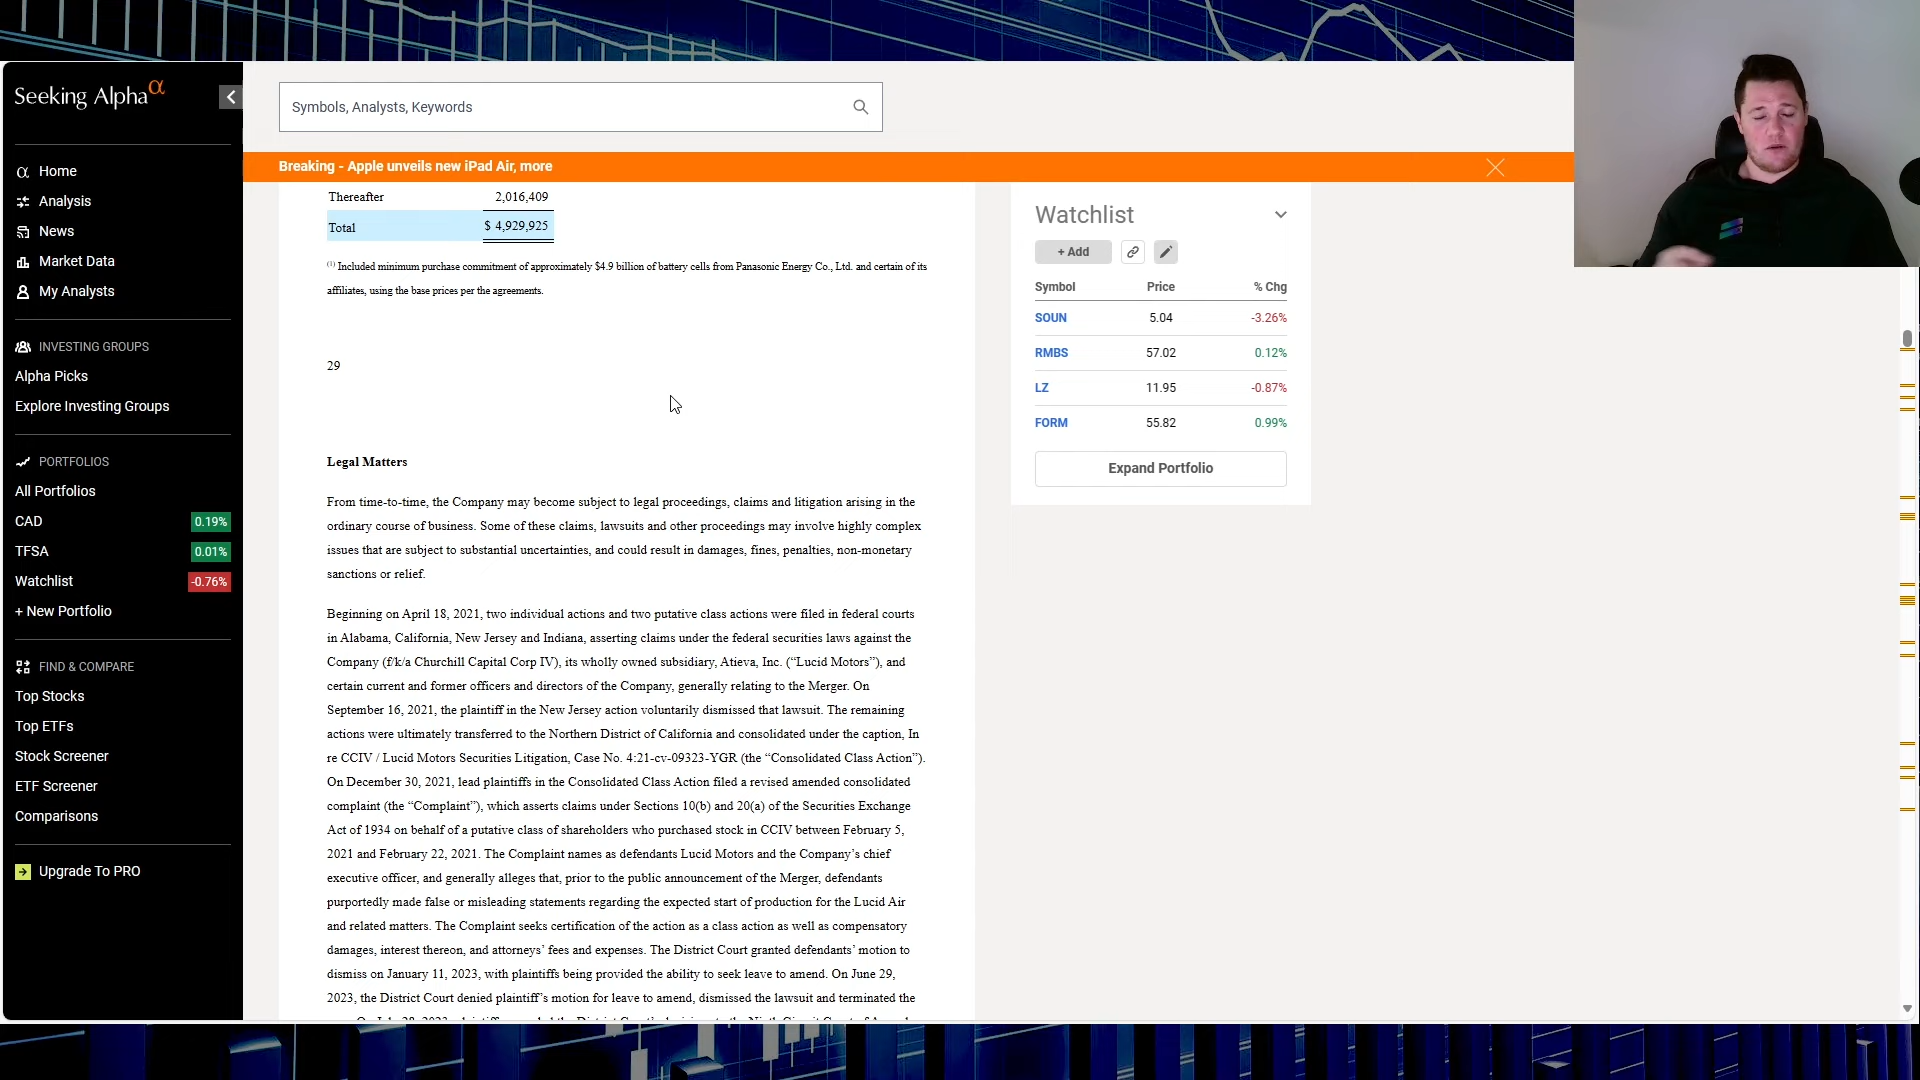 Seeking Alpha α
Symbols, Analysts, Keywords
Breaking - Apple unveils new iPad Air, more
Home
Analysis
News
Market Data
My Analysts
INVESTING GROUPS
Alpha Picks
Explore Investing Groups
PORTFOLIOS
All Portfolios
CAD 0.19%
TFSA 0.01%
Watchlist -0.76%
+ New Portfolio
FIND & COMPARE
Top Stocks
Top ETFs
Stock Screener
ETF Screener
Comparisons
Upgrade To PRO
Thereafter 2,016,409
Total $ 4,929,925
(1) Included minimum purchase commitment of approximately $4.9 billion of battery cells from Panasonic Energy Co., Ltd. and certain of its
affiliates, using the base prices per the agreements.
29
Legal Matters
From time-to-time, the Company may become subject to legal proceedings, claims and litigation arising in the
ordinary course of business. Some of these claims, lawsuits and other proceedings may involve highly complex
issues that are subject to substantial uncertainties, and could result in damages, fines, penalties, non-monetary
sanctions or relief.
Beginning on April 18, 2021, two individual actions and two putative class actions were filed in federal courts
in Alabama, California, New Jersey and Indiana, asserting claims under the federal securities laws against the
Company (f/k/a Churchill Capital Corp IV), its wholly owned subsidiary, Atieva, Inc. (“Lucid Motors”), and
certain current and former officers and directors of the Company, generally relating to the Merger. On
September 16, 2021, the plaintiff in the New Jersey action voluntarily dismissed that lawsuit. The remaining
actions were ultimately transferred to the Northern District of California and consolidated under the caption, In
re CCIV / Lucid Motors Securities Litigation, Case No. 4:21-cv-09323-YGR (the “Consolidated Class Action”).
On December 30, 2021, lead plaintiffs in the Consolidated Class Action filed a revised amended consolidated
complaint (the “Complaint”), which asserts claims under Sections 10(b) and 20(a) of the Securities Exchange
Act of 1934 on behalf of a putative class of shareholders who purchased stock in CCIV between February 5,
2021 and February 22, 2021. The Complaint names as defendants Lucid Motors and the Company’s chief
executive officer, and generally alleges that, prior to the public announcement of the Merger, defendants
purportedly made false or misleading statements regarding the expected start of production for the Lucid Air
and related matters. The Complaint seeks certification of the action as a class action as well as compensatory
damages, interest thereon, and attorneys’ fees and expenses. The District Court granted defendants’ motion to
dismiss on January 11, 2023, with plaintiffs being provided the ability to seek leave to amend. On June 29,
2023, the District Court denied plaintiff’s motion for leave to amend, dismissed the lawsuit and terminated the
Watchlist
+ Add
Symbol Price % Chg
SOUN 5.04 -3.26%
RMBS 57.02 0.12%
LZ 11.95 -0.87%
FORM 55.82 0.99%
Expand Portfolio